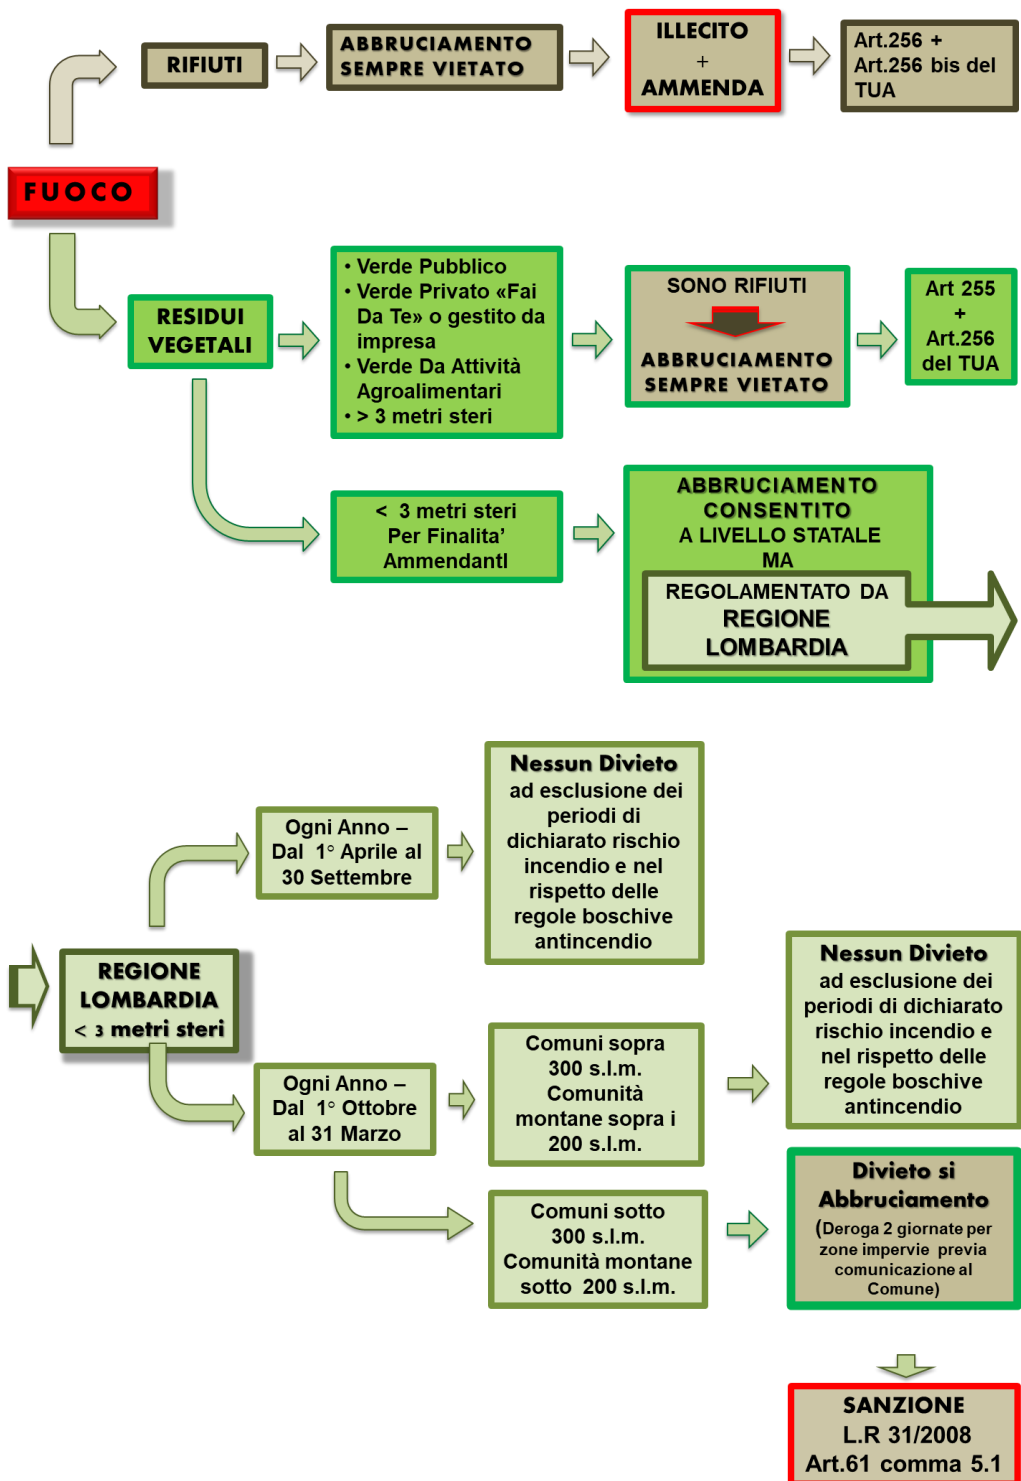 RIFIUTI
ABBRUCIAMENTO
SEMPRE VIETATO
ILLECITO
+
AMMENDA
Art.256 +
Art.256 bis del
TUA
FUOCO
RESIDUI
VEGETALI
• Verde Pubblico
• Verde Privato «Fai
Da Te» o gestito da
impresa
• Verde Da Attività
Agroalimentari
• > 3 metri steri
SONO RIFIUTI
ABBRUCIAMENTO
SEMPRE VIETATO
Art 255
+
Art.256
del TUA
< 3 metri steri
Per Finalita’
Ammendantl
ABBRUCIAMENTO
CONSENTITO
A LIVELLO STATALE
MA
REGOLAMENTATO DA
REGIONE
LOMBARDIA
REGIONE
LOMBARDIA
< 3 metri steri
Ogni Anno –
Dal 1° Aprile al
30 Settembre
Nessun Divieto
ad esclusione dei
periodi di
dichiarato rischio
incendio e nel
rispetto delle
regole boschive
antincendio
Ogni Anno –
Dal 1° Ottobre
al 31 Marzo
Comuni sopra
300 s.l.m.
Comunità
montane sopra i
200 s.l.m.
Nessun Divieto
ad esclusione dei
periodi di dichiarato
rischio incendio e
nel rispetto delle
regole boschive
antincendio
Comuni sotto
300 s.l.m.
Comunità montane
sotto 200 s.l.m.
Divieto si
Abbruciamento
(Deroga 2 giornate per
zone impervie previa
comunicazione al
Comune)
SANZIONE
L.R 31/2008
Art.61 comma 5.1